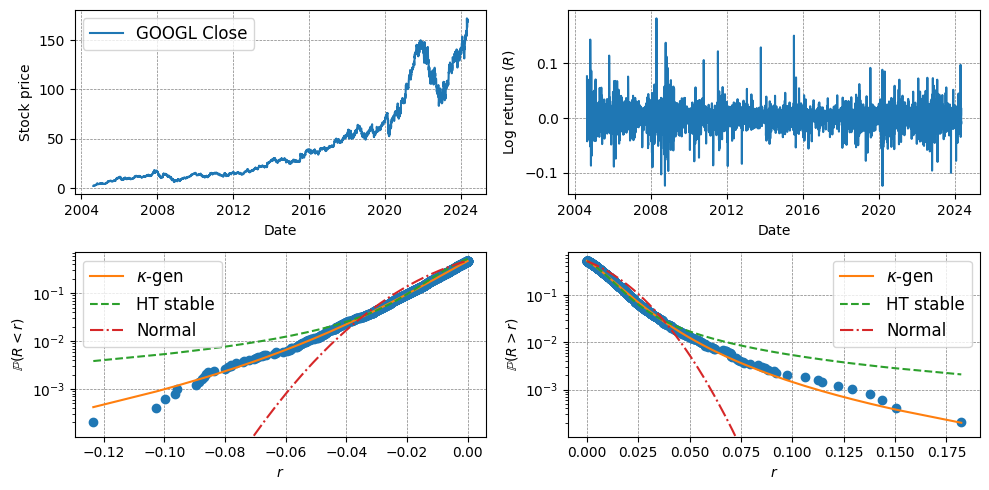 GOOGL Close
Stock price
150
100
50
0
2004
2008
2012
2016
2020
2024
Date
Log returns (R)
0.1
0.0
−0.1
2004
2008
2012
2016
2020
2024
Date
κ-gen
HT stable
Normal
ℙ(R < r)
10⁻¹
10⁻²
10⁻³
−0.12
−0.10
−0.08
−0.06
−0.04
−0.02
0.00
r
κ-gen
HT stable
Normal
ℙ(R > r)
10⁻¹
10⁻²
10⁻³
0.000
0.025
0.050
0.075
0.100
0.125
0.150
0.175
r